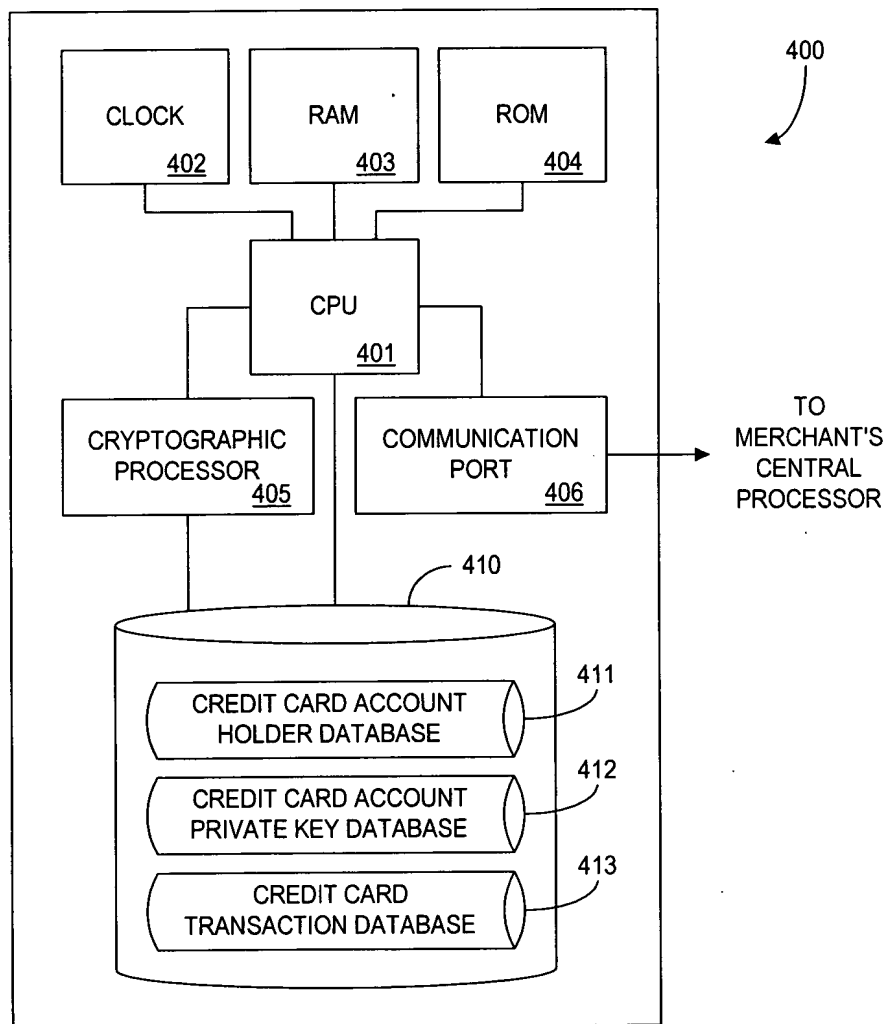 400
CLOCK
402
RAM
403
ROM
404
CPU
401
CRYPTOGRAPHIC
PROCESSOR
405
COMMUNICATION
PORT
406
TO
MERCHANT'S
CENTRAL
PROCESSOR
410
CREDIT CARD ACCOUNT
HOLDER DATABASE
411
CREDIT CARD ACCOUNT
PRIVATE KEY DATABASE
412
CREDIT CARD
TRANSACTION DATABASE
413